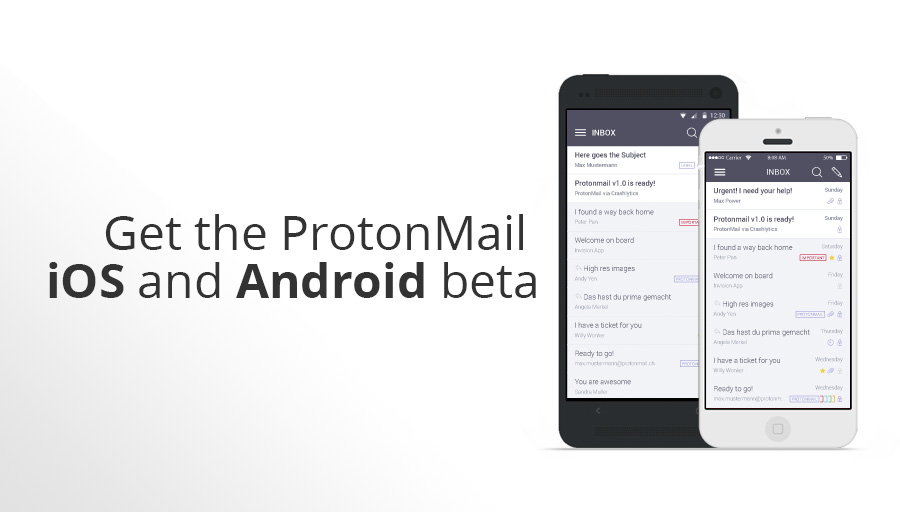 Get the ProtonMail
iOS and Android beta
12:30
INBOX
Here goes the Subject
Max Mustermann
Protonmail v1.0 is ready!
ProtonMail via Crashlytics
I found a way back home
Peter Pan
Welcome on board
Invision App
High res images
Andy Yen
Das hast du prima gemacht
Angela Merkel
I have a ticket for you
Willy Wonker
Ready to go!
max.mustermann@protonmail.ch
You are awesome
Sandra Muller
Carrier 8:08 AM 50%
INBOX
Urgent! I need your help! Sunday
Max Power
Protonmail v1.0 is ready! Sunday
ProtonMail via Crashlytics
I found a way back home Saturday
Peter Pan IMPORTANT
Welcome on board Friday
Invision App
High res images Friday
Andy Yen PROTONMAIL
Das hast du prima gemacht Thursday
Angela Merkel
I have a ticket for you Wednesday
Willy Wonker
Ready to go! Wednesday
max.mustermann@protonm... PROTONMAIL